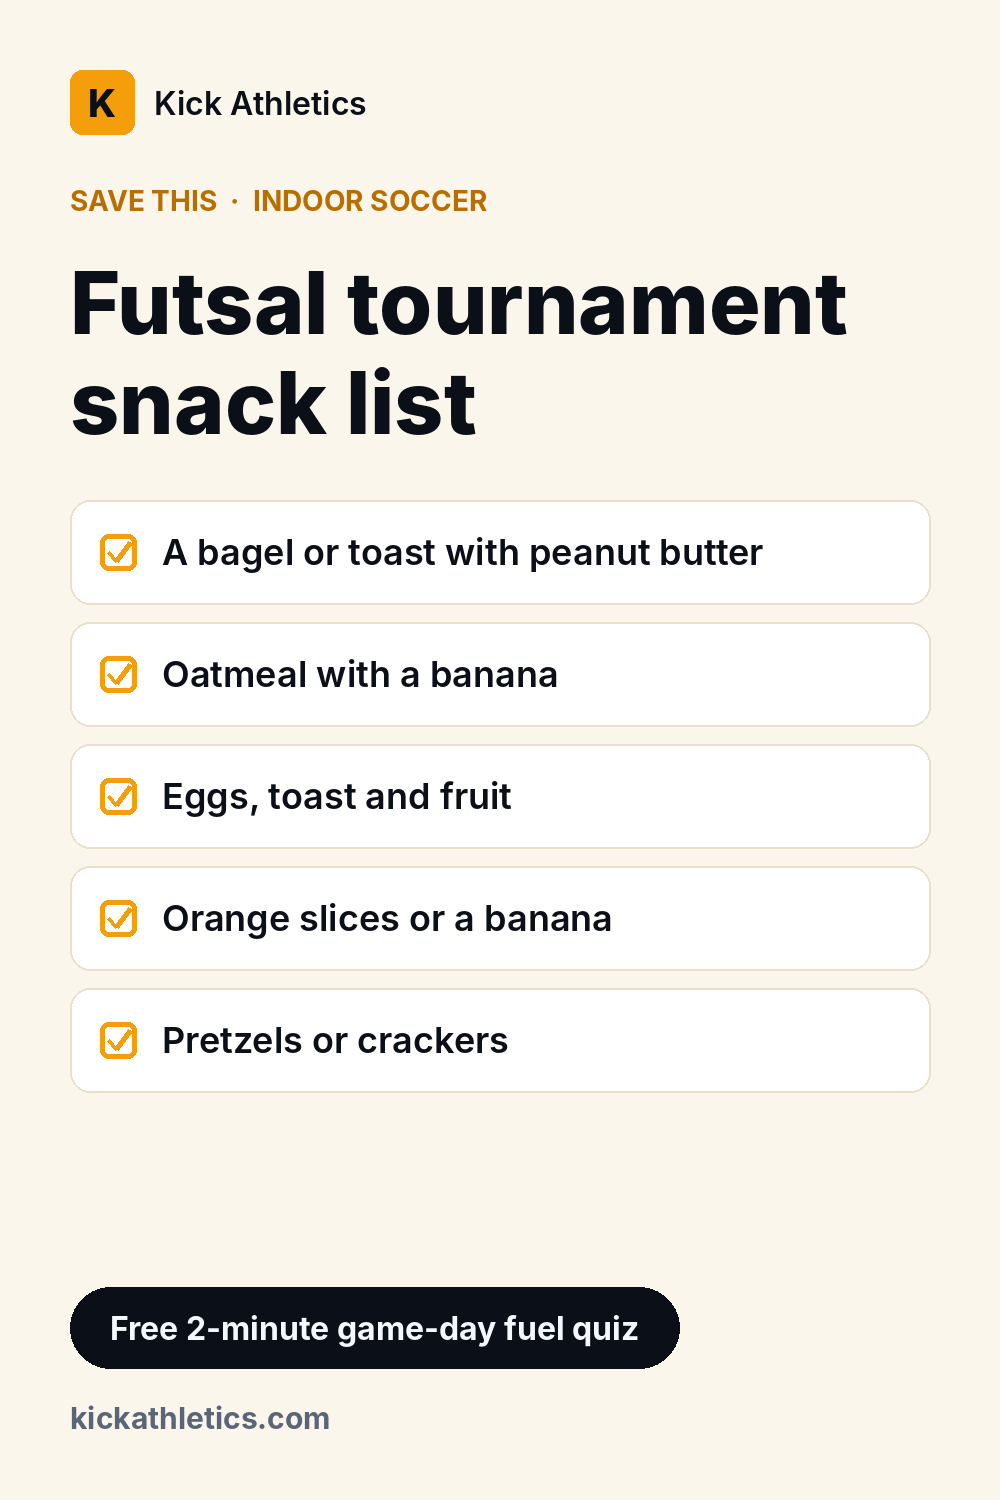 K
Kick Athletics
SAVE THIS · INDOOR SOCCER
Futsal tournament
snack list
A bagel or toast with peanut butter
Oatmeal with a banana
Eggs, toast and fruit
Orange slices or a banana
Pretzels or crackers
Free 2-minute game-day fuel quiz
kickathletics.com